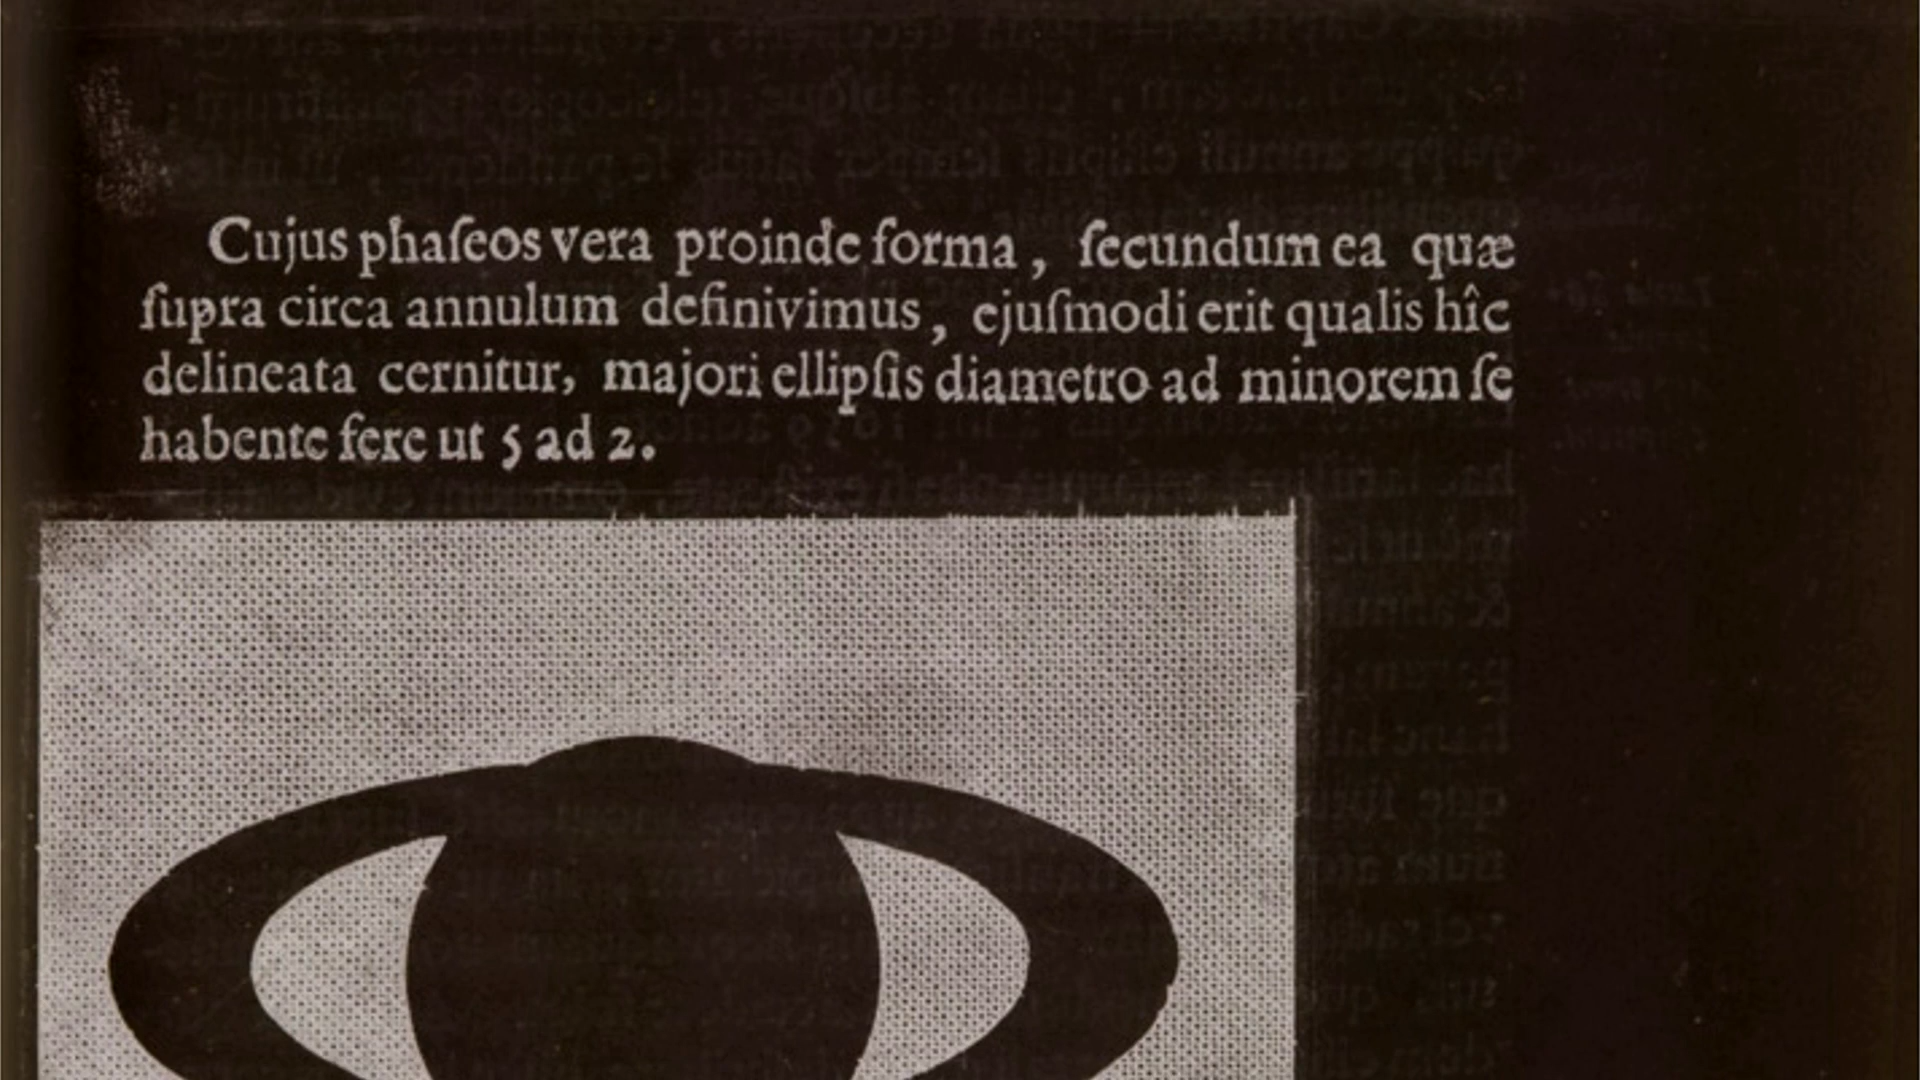 Cujus phaſeos vera proinde forma, ſecundum ea quæ
ſupra circa annulum definivimus, ejuſmodi erit qualis hîc
delineata cernitur, majori ellipſis diametro ad minorem ſe
habente fere ut 5 ad 2.